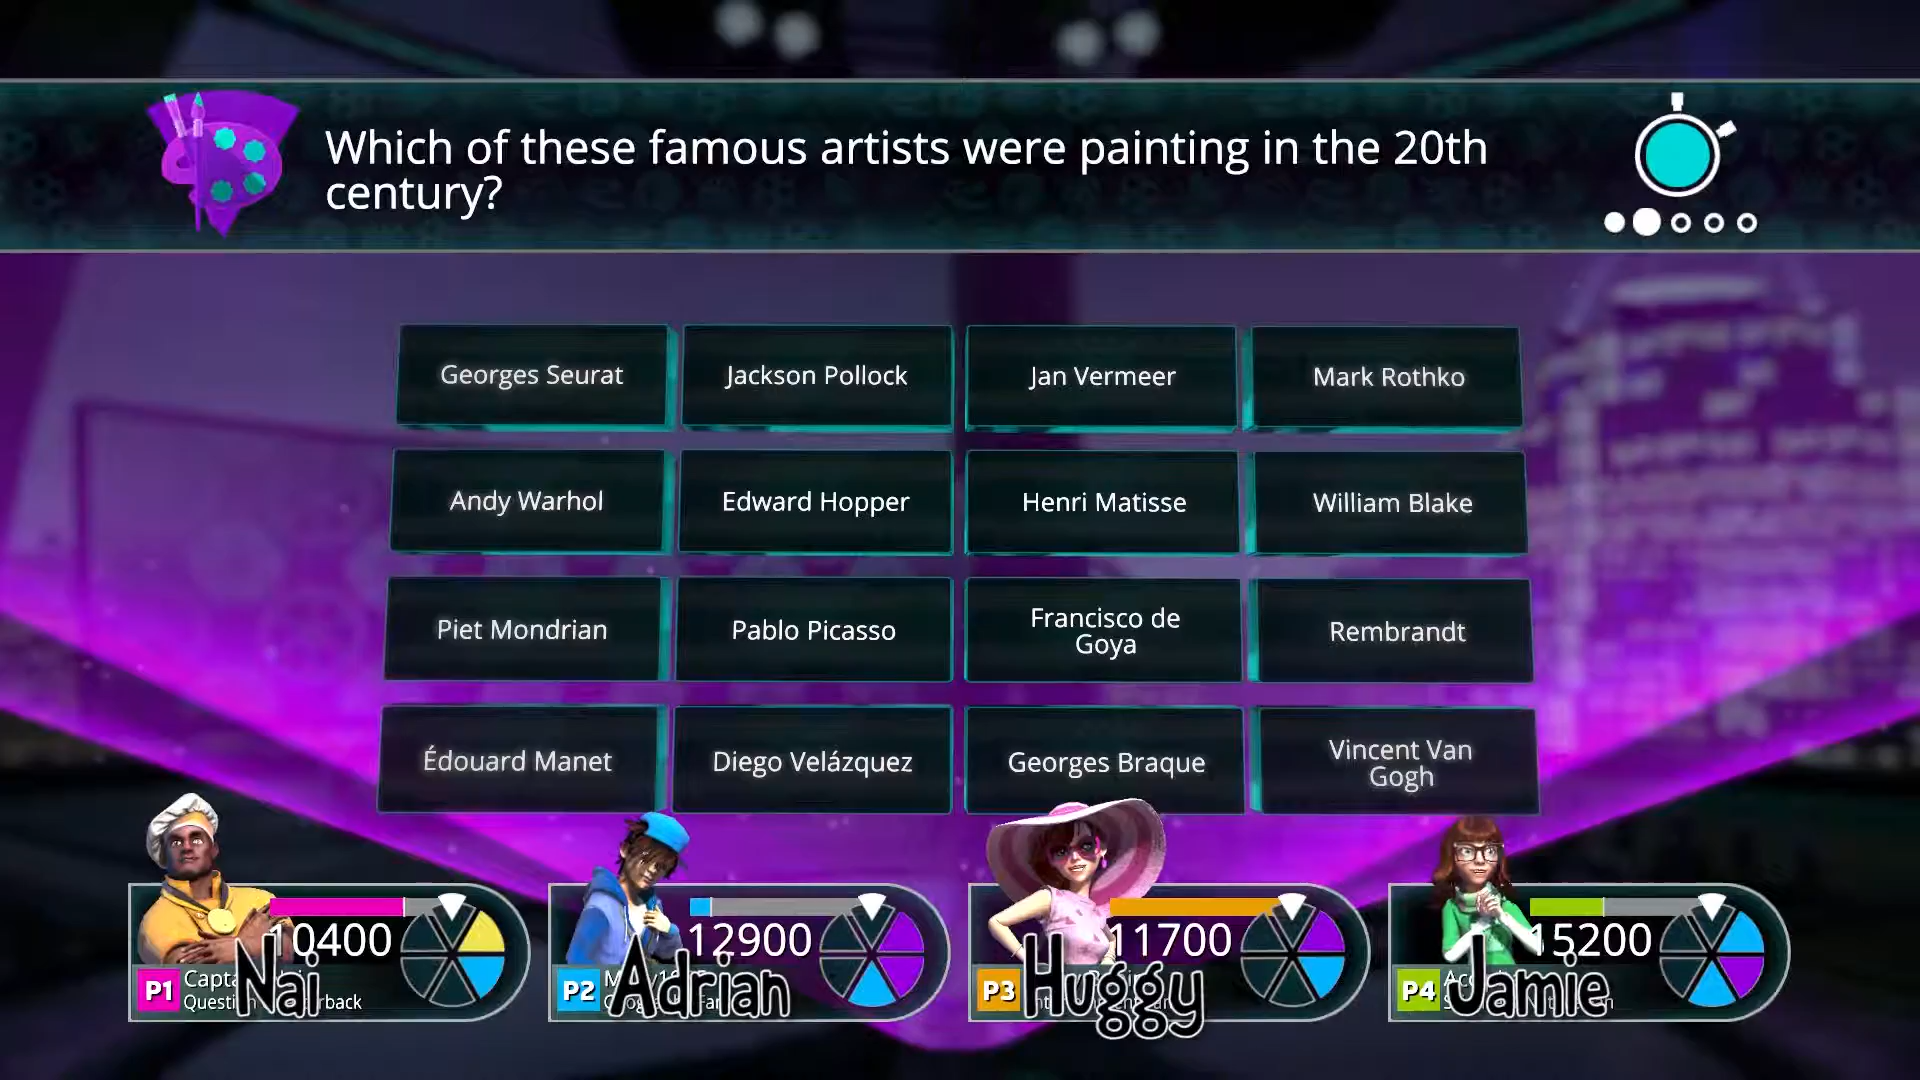 Which of these famous artists were painting in the 20th
century?
Georges Seurat
Jackson Pollock
Jan Vermeer
Mark Rothko
Andy Warhol
Edward Hopper
Henri Matisse
William Blake
Piet Mondrian
Pablo Picasso
Francisco de
Goya
Rembrandt
Édouard Manet
Diego Velázquez
Georges Braque
Vincent Van
Gogh
10400
P1
Nai
12900
P2
Adrian
11700
P3
Huggy
15200
P4
Jamie